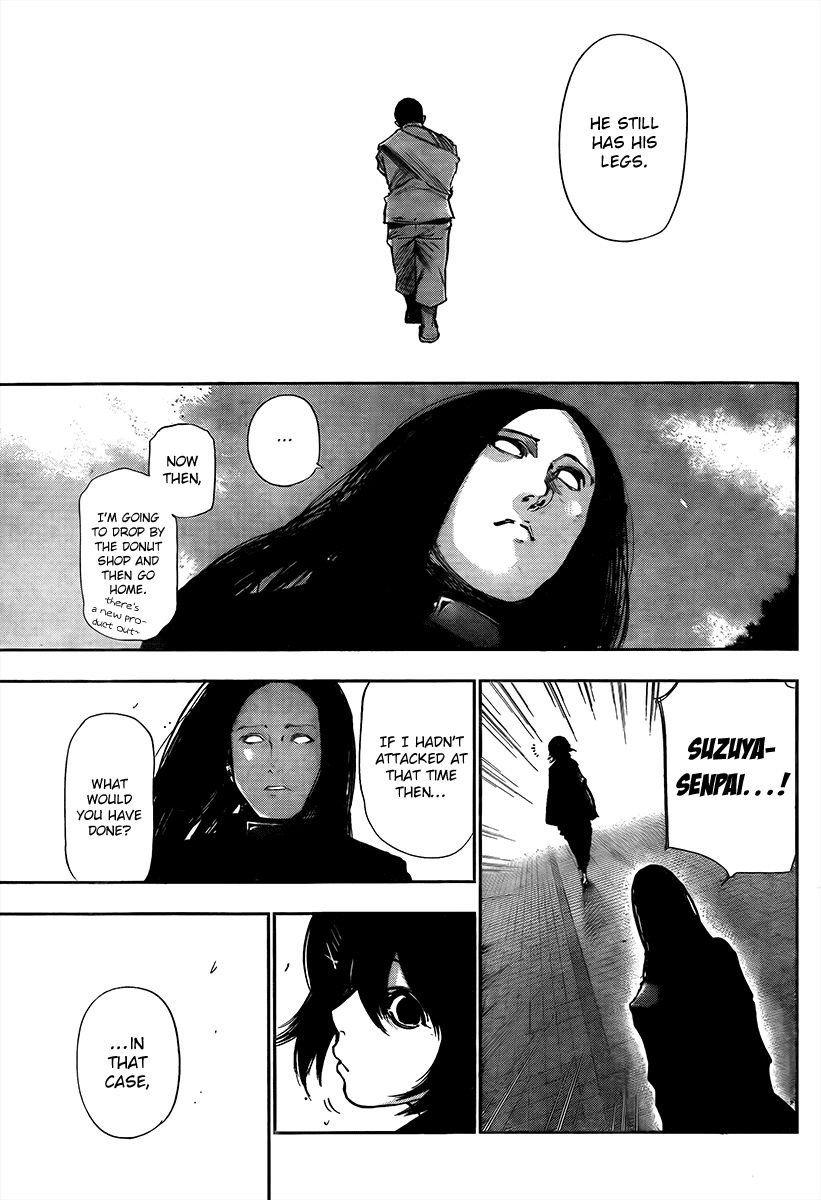 HE STILL
HAS HIS
LEGS.
...
NOW
THEN,
I'M GOING
TO DROP BY
THE DONUT
SHOP AND
THEN GO
HOME.
there's
a new pro-
duct out~
SUZUYA-
SENPAI...!
IF I HADN'T
ATTACKED AT
THAT TIME
THEN...
WHAT
WOULD
YOU HAVE
DONE?
...IN
THAT
CASE,